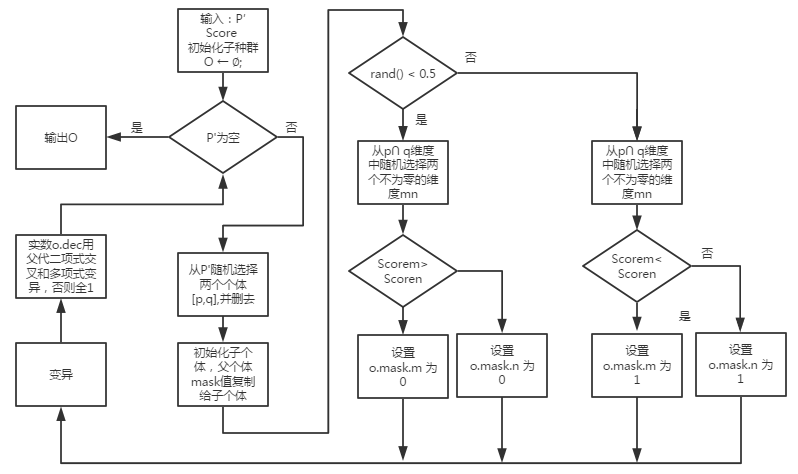 输入：P'
Score
初始化子种群
O ← ∅;
P'为空
是
否
输出O
从P'随机选择
两个个体
[p,q],并删去
初始化子个
体，父个体
mask值复制
给子个体
实数o.dec用
父代二项式交
叉和多项式变
异，否则全1
变异
rand() < 0.5
是
否
从p∩ q维度
中随机选择两
个不为零的维
度mn
Scorem>
Scoren
设置
o.mask.m 为
0
设置
o.mask.n 为
0
从p∩ q维度
中随机选择两
个不为零的维
度mn
Scorem<
Scoren
否
是
设置
o.mask.m 为
1
设置
o.mask.n 为
1